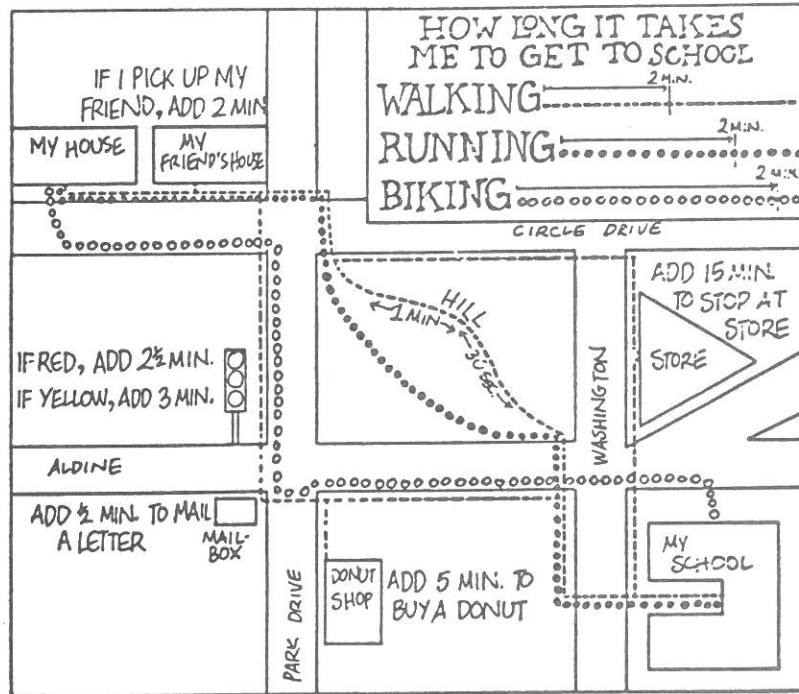 HOW LONG IT TAKES
ME TO GET TO SCHOOL
2 MIN.
WALKING
2 MIN.
RUNNING
2 MIN.
BIKING
IF I PICK UP MY
FRIEND, ADD 2 MIN
MY HOUSE
MY
FRIEND'S HOUSE
CIRCLE DRIVE
HILL
1 MIN
30 SEC.
ADD 15 MIN.
TO STOP AT
STORE
STORE
WASHINGTON
IF RED, ADD 2½ MIN.
IF YELLOW, ADD 3 MIN.
ALDINE
ADD ½ MIN. TO MAIL
A LETTER
MAIL-
BOX
PARK DRIVE
DONUT
SHOP
ADD 5 MIN. TO
BUY A DONUT
MY
SCHOOL